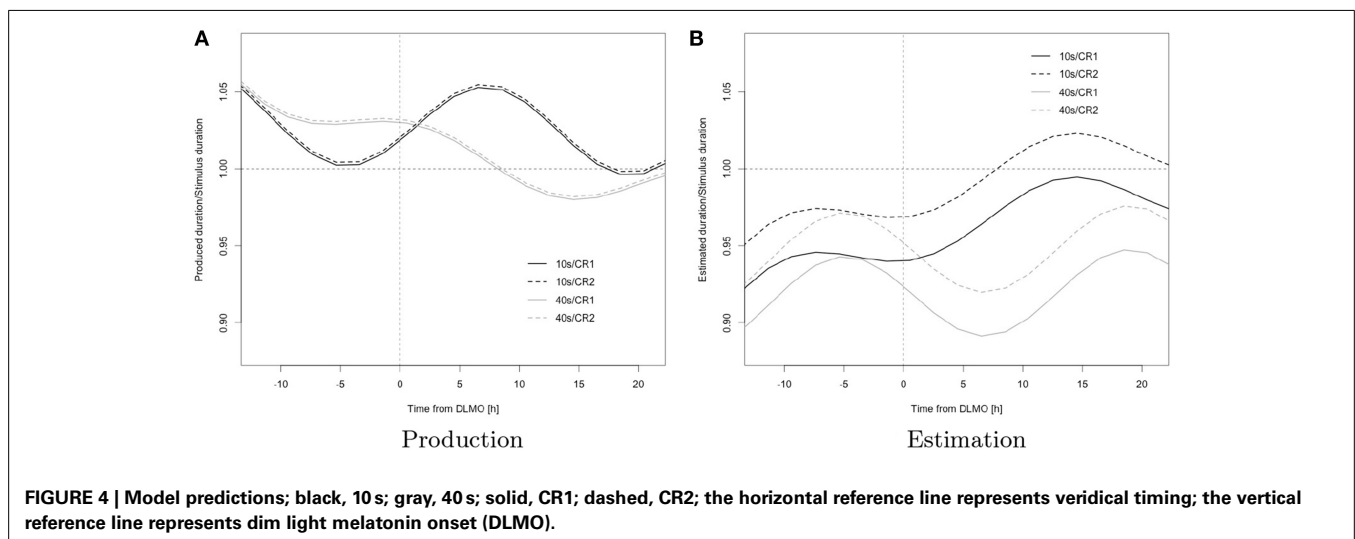 A
Produced duration/Stimulus duration
1.05
1.00
0.95
0.90
10s/CR1
10s/CR2
40s/CR1
40s/CR2
-10 -5 0 5 10 15 20
Time from DLMO [h]
Production
B
Estimated duration/Stimulus duration
1.05
1.00
0.95
0.90
10s/CR1
10s/CR2
40s/CR1
40s/CR2
-10 -5 0 5 10 15 20
Time from DLMO [h]
Estimation
FIGURE 4 | Model predictions; black, 10 s; gray, 40 s; solid, CR1; dashed, CR2; the horizontal reference line represents veridical timing; the vertical
reference line represents dim light melatonin onset (DLMO).